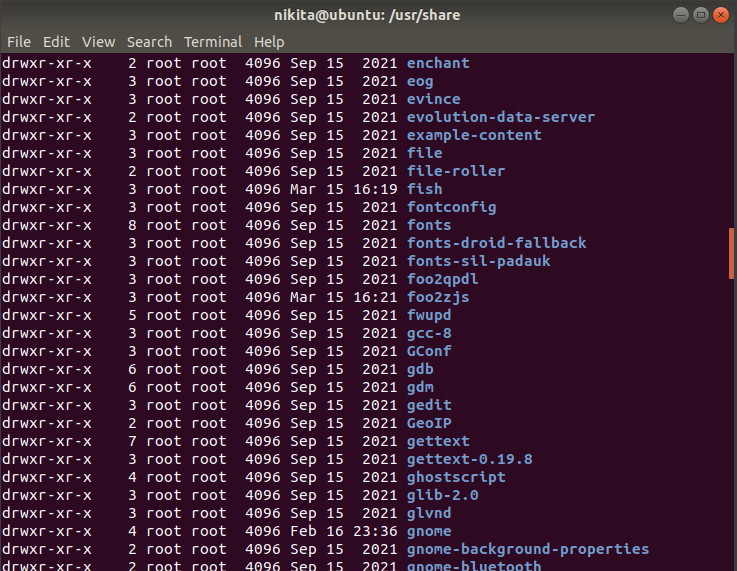 nikita@ubuntu: /usr/share
File Edit View Search Terminal Help
drwxr-xr-x    2 root root  4096 Sep 15  2021 enchant
drwxr-xr-x    3 root root  4096 Sep 15  2021 eog
drwxr-xr-x    3 root root  4096 Sep 15  2021 evince
drwxr-xr-x    2 root root  4096 Sep 15  2021 evolution-data-server
drwxr-xr-x    3 root root  4096 Sep 15  2021 example-content
drwxr-xr-x    3 root root  4096 Sep 15  2021 file
drwxr-xr-x    2 root root  4096 Sep 15  2021 file-roller
drwxr-xr-x    3 root root  4096 Mar 15 16:19 fish
drwxr-xr-x    3 root root  4096 Sep 15  2021 fontconfig
drwxr-xr-x    8 root root  4096 Sep 15  2021 fonts
drwxr-xr-x    3 root root  4096 Sep 15  2021 fonts-droid-fallback
drwxr-xr-x    3 root root  4096 Sep 15  2021 fonts-sil-padauk
drwxr-xr-x    3 root root  4096 Sep 15  2021 foo2qpdl
drwxr-xr-x    3 root root  4096 Mar 15 16:21 foo2zjs
drwxr-xr-x    5 root root  4096 Sep 15  2021 fwupd
drwxr-xr-x    3 root root  4096 Sep 15  2021 gcc-8
drwxr-xr-x    3 root root  4096 Sep 15  2021 GConf
drwxr-xr-x    6 root root  4096 Sep 15  2021 gdb
drwxr-xr-x    6 root root  4096 Sep 15  2021 gdm
drwxr-xr-x    3 root root  4096 Sep 15  2021 gedit
drwxr-xr-x    2 root root  4096 Sep 15  2021 GeoIP
drwxr-xr-x    7 root root  4096 Sep 15  2021 gettext
drwxr-xr-x    3 root root  4096 Sep 15  2021 gettext-0.19.8
drwxr-xr-x    4 root root  4096 Sep 15  2021 ghostscript
drwxr-xr-x    3 root root  4096 Sep 15  2021 glib-2.0
drwxr-xr-x    3 root root  4096 Sep 15  2021 glvnd
drwxr-xr-x    4 root root  4096 Feb 16 23:36 gnome
drwxr-xr-x    2 root root  4096 Sep 15  2021 gnome-background-properties
drwxr-xr-x    2 root root  4096 Sep 15  2021 gnome-bluetooth